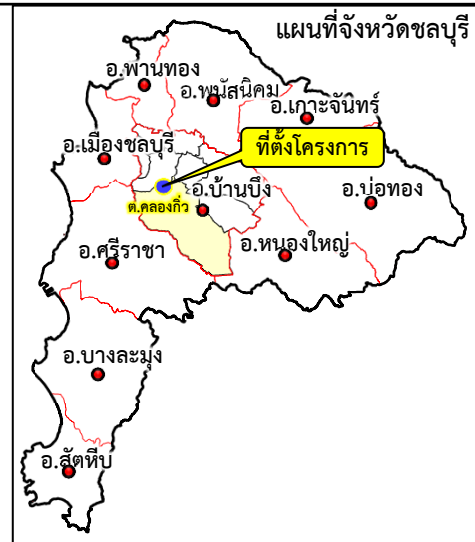 แผนที่จังหวัดชลบุรี
อ.พานทอง
อ.พนัสนิคม
อ.เกาะจันทร์
อ.เมืองชลบุรี
ที่ตั้งโครงการ
อ.บ้านบึง
อ.บ่อทอง
ต.คลองกิ่ว
อ.ศรีราชา
อ.หนองใหญ่
อ.บางละมุง
อ.สัตหีบ